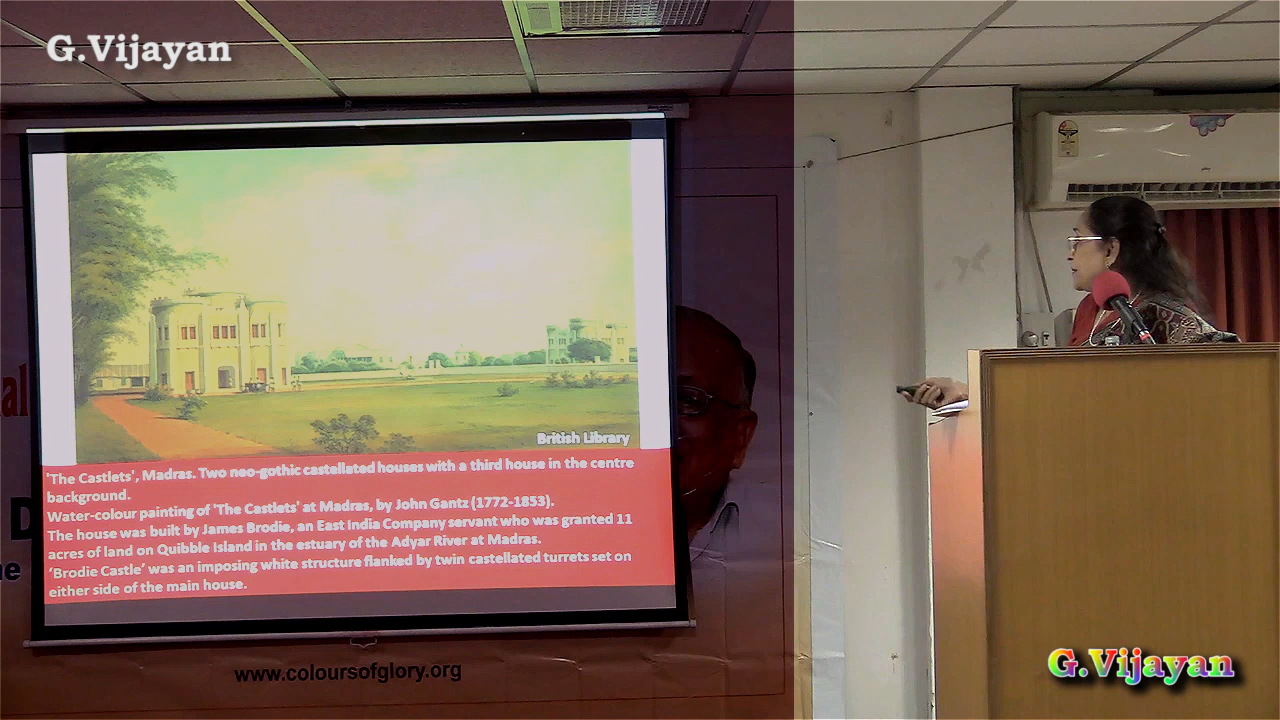 G.Vijayan
British Library
'The Castlets', Madras. Two neo-gothic castellated houses with a third house in the centre
background.
Water-colour painting of 'The Castlets' at Madras, by John Gantz (1772-1853).
The house was built by James Brodie, an East India Company servant who was granted 11
acres of land on Quibble Island in the estuary of the Adyar River at Madras.
‘Brodie Castle’ was an imposing white structure flanked by twin castellated turrets set on
either side of the main house.
www.coloursofglory.org
G.Vijayan